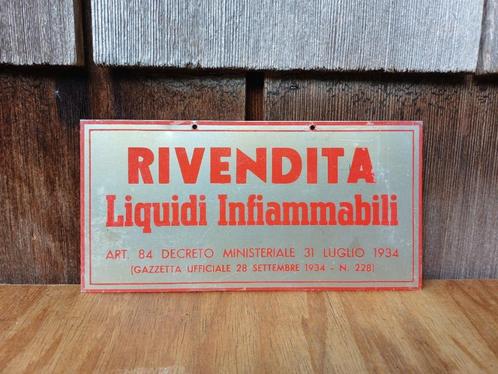 RIVENDITA
Liquidi Infiammabili
ART. 84 DECRETO MINISTERIALE 31 LUGLIO 1934
(GAZZETTA UFFICIALE 28 SETTEMBRE 1934 - N. 228)